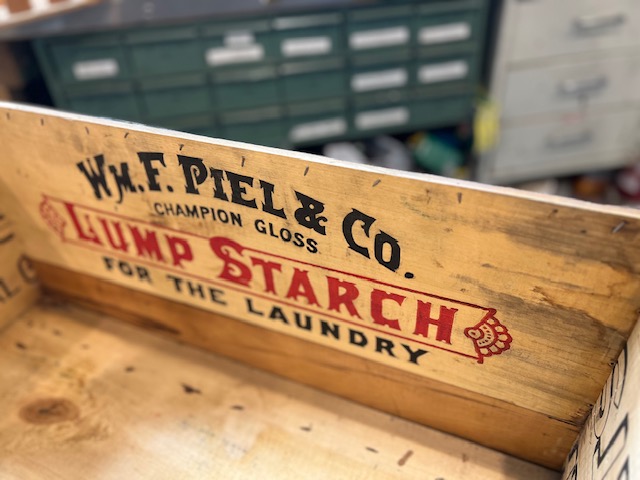 WM. F. PIEL & CO.
CHAMPION GLOSS
LUMP STARCH
FOR THE LAUNDRY